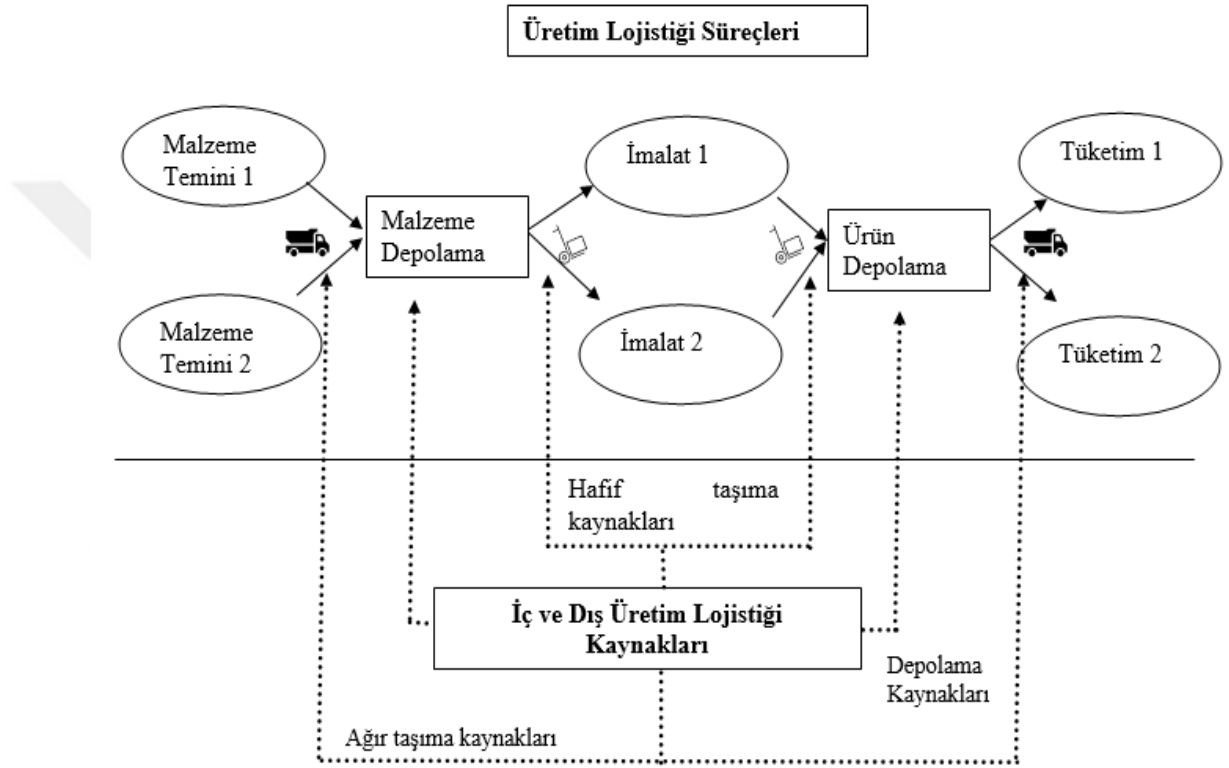 Üretim Lojistiği Süreçleri
Malzeme
Temini 1
İmalat 1
Tüketim 1
Malzeme
Depolama
Ürün
Depolama
Malzeme
Temini 2
İmalat 2
Tüketim 2
Hafif taşıma
kaynakları
İç ve Dış Üretim Lojistiği
Kaynakları
Depolama
Kaynakları
Ağır taşıma kaynakları